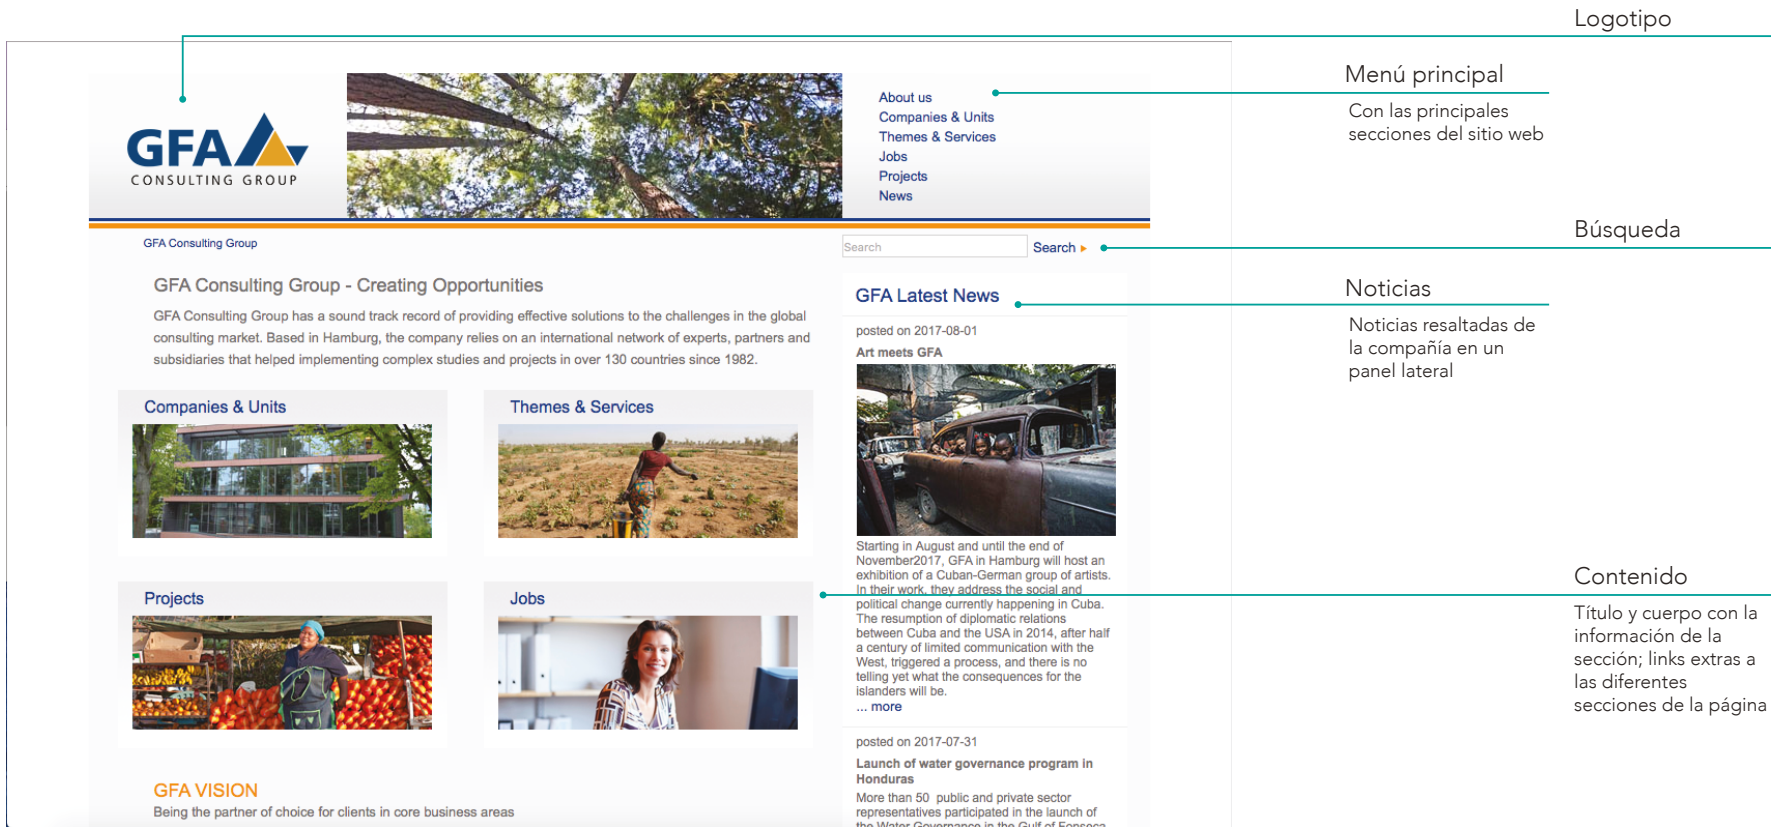 Logotipo
Menú principal
Con las principales
secciones del sitio web
Búsqueda
Noticias
Noticias resaltadas de
la compañía en un
panel lateral
Contenido
Título y cuerpo con la
información de la
sección; links extras a
las diferentes
secciones de la página
GFA
CONSULTING GROUP
About us
Companies & Units
Themes & Services
Jobs
Projects
News
GFA Consulting Group
Search
Search
GFA Consulting Group - Creating Opportunities
GFA Consulting Group has a sound track record of providing effective solutions to the challenges in the global
consulting market. Based in Hamburg, the company relies on an international network of experts, partners and
subsidiaries that helped implementing complex studies and projects in over 130 countries since 1982.
Companies & Units
Themes & Services
Projects
Jobs
GFA VISION
Being the partner of choice for clients in core business areas
GFA Latest News
posted on 2017-08-01
Art meets GFA
Starting in August and until the end of
November2017, GFA in Hamburg will host an
exhibition of a Cuban-German group of artists.
In their work, they address the social and
political change currently happening in Cuba.
The resumption of diplomatic relations
between Cuba and the USA in 2014, after half
a century of limited communication with the
West, triggered a process, and there is no
telling yet what the consequences for the
islanders will be.
... more
posted on 2017-07-31
Launch of water governance program in
Honduras
More than 50 public and private sector
representatives participated in the launch of
the Water Governance in the Gulf of Fonseca